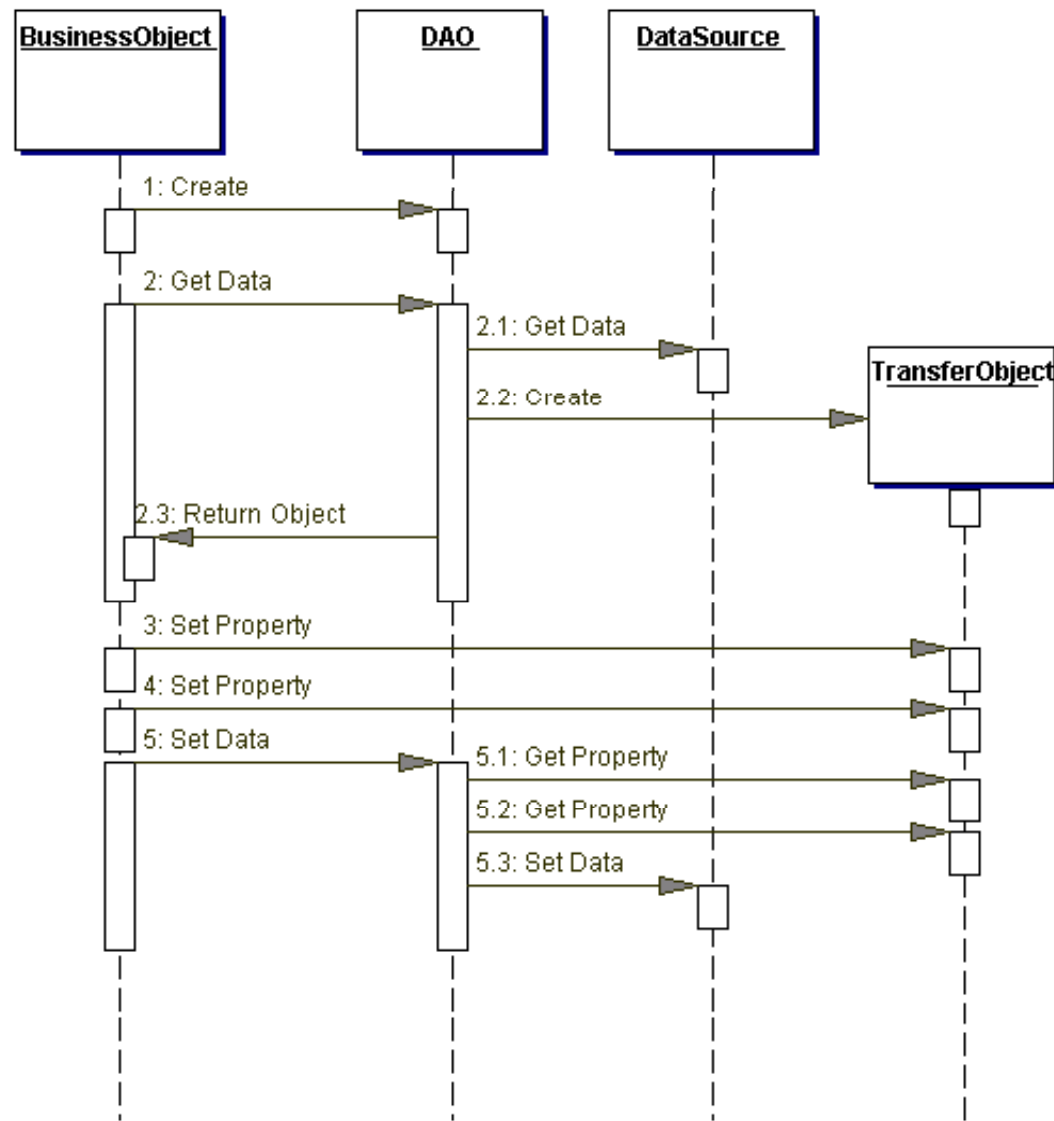 BusinessObject
DAO
DataSource
1: Create
2: Get Data
2.1: Get Data
TransferObject
2.2: Create
2.3: Return Object
3: Set Property
4: Set Property
5: Set Data
5.1: Get Property
5.2: Get Property
5.3: Set Data